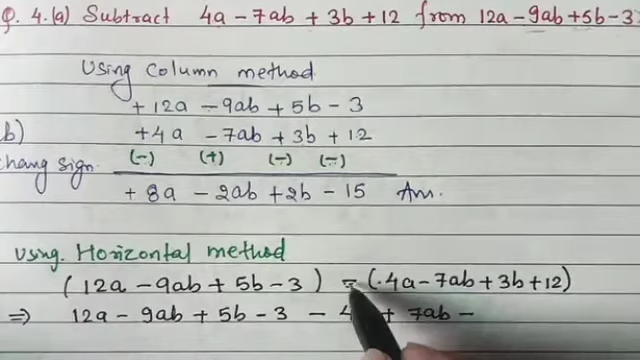 Q. 4.(a) Subtract 4a - 7ab + 3b + 12 from 12a - 9ab + 5b - 3
Using Column method
+ 12a - 9ab + 5b - 3
b) + 4a - 7ab + 3b + 12
hang sign. (-) (+) (-) (-)
+ 8a - 2ab + 2b - 15 Ans.
Using. Horizontal method
( 12a - 9ab + 5b - 3 ) - ( 4a - 7ab + 3b + 12 )
⇒ 12a - 9ab + 5b - 3 - 4 + 7ab -